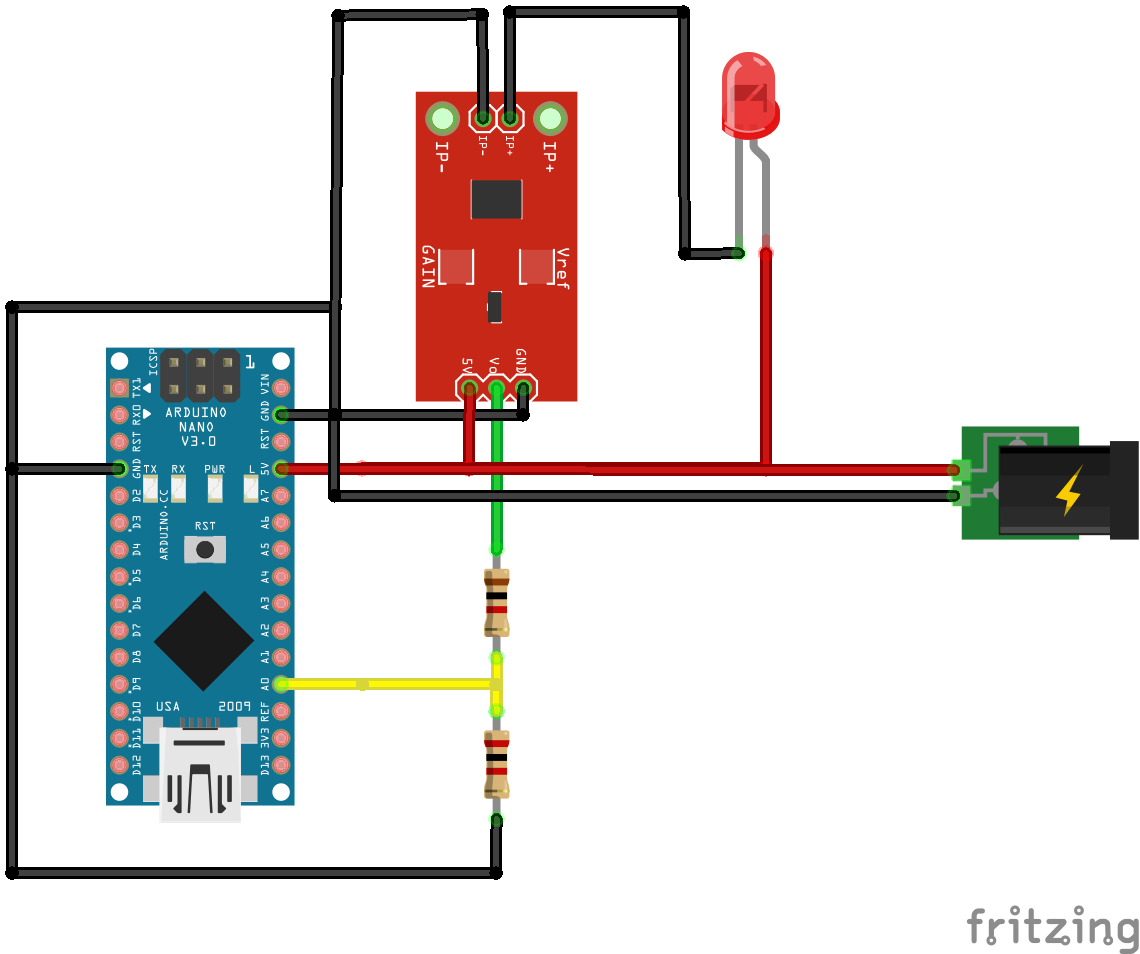 IP-
IP+
IP-
IP+
GAIN
Vref
5V
Vo
GND
ICSP
1
ARDUINO
NANO
V3.0
TX1
RX0
RST
GND
D2
D3
D4
D5
D6
D7
D8
D9
D10
D11
D12
VIN
GND
RST
5V
A7
A6
A5
A4
A3
A2
A1
A0
REF
3V3
D13
TX
RX
PWR
L
ARDUINO.CC
RST
USA
2009
fritzing